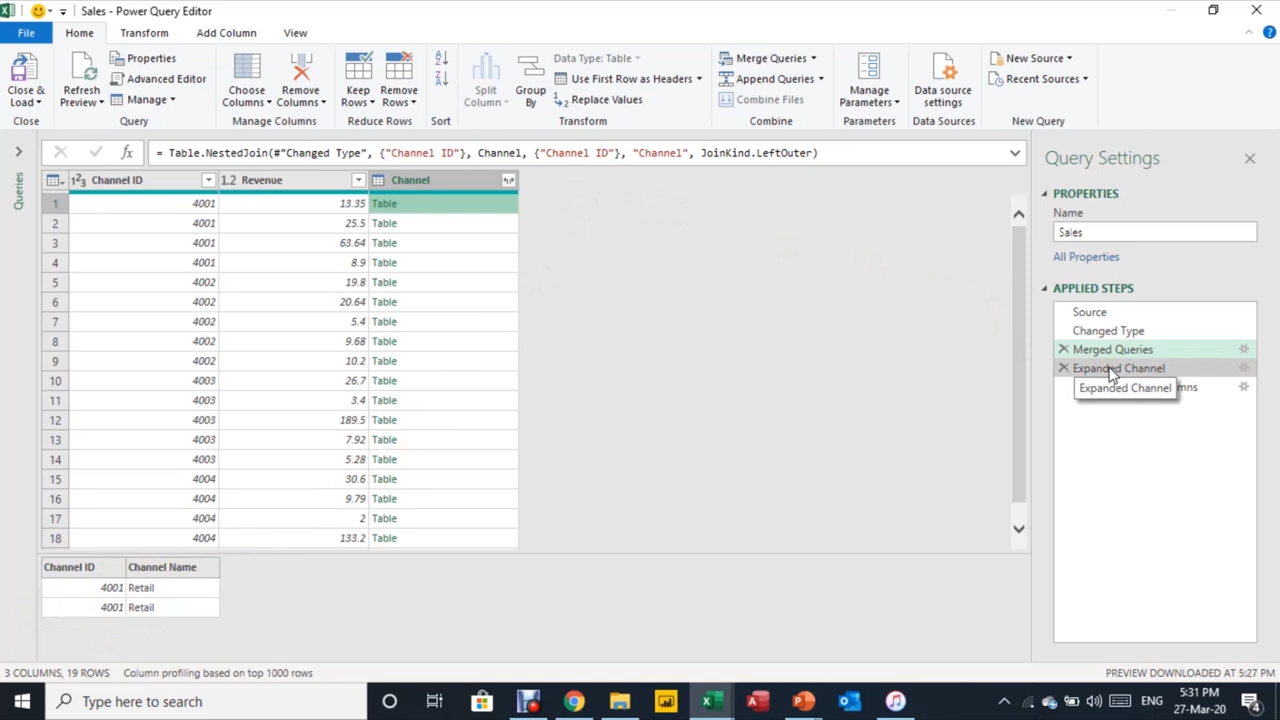 Sales - Power Query Editor
File Home Transform Add Column View
Close & Load
Refresh Preview
Properties
Advanced Editor
Manage
Choose Columns
Remove Columns
Keep Rows
Remove Rows
Split Column
Group By
Data Type: Table
Use First Row as Headers
Replace Values
Merge Queries
Append Queries
Combine Files
Manage Parameters
Data source settings
New Source
Recent Sources
Close Query Manage Columns Reduce Rows Sort Transform Combine Parameters Data Sources New Query
fx = Table.NestedJoin(#"Changed Type", {"Channel ID"}, Channel, {"Channel ID"}, "Channel", JoinKind.LeftOuter)
Queries
1²3 Channel ID 1.2 Revenue Channel
1 4001 13.35 Table
2 4001 25.5 Table
3 4001 63.64 Table
4 4001 8.9 Table
5 4002 19.8 Table
6 4002 20.64 Table
7 4002 5.4 Table
8 4002 9.68 Table
9 4002 10.2 Table
10 4003 26.7 Table
11 4003 3.4 Table
12 4003 189.5 Table
13 4003 7.92 Table
14 4003 5.28 Table
15 4004 30.6 Table
16 4004 9.79 Table
17 4004 2 Table
18 4004 133.2 Table
Channel ID Channel Name
4001 Retail
4001 Retail
Query Settings
PROPERTIES
Name
Sales
All Properties
APPLIED STEPS
Source
Changed Type
Merged Queries
Expanded Channel
Expanded Channel mns
3 COLUMNS, 19 ROWS Column profiling based on top 1000 rows PREVIEW DOWNLOADED AT 5:27 PM
Type here to search
ENG
5:31 PM
27-Mar-20
4